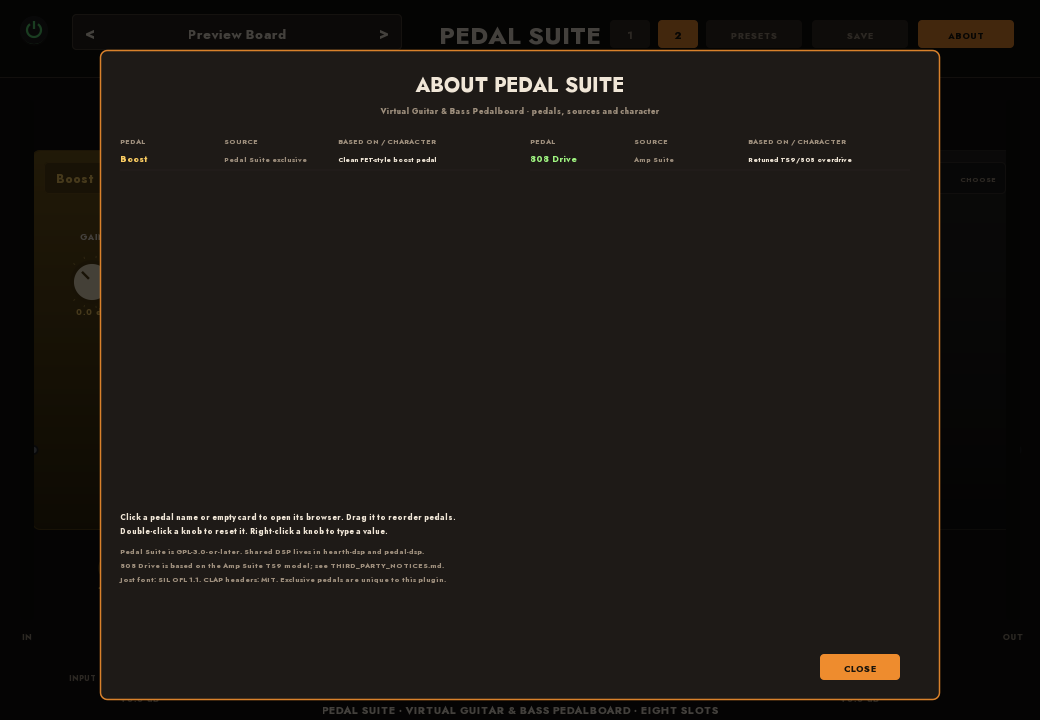 < Preview Board > PEDAL SUITE 1 2 PRESETS SAVE ABOUT
ABOUT PEDAL SUITE
Virtual Guitar & Bass Pedalboard - pedals, sources and character
PEDAL SOURCE BASED ON / CHARACTER PEDAL SOURCE BASED ON / CHARACTER
Boost Pedal Suite exclusive Clean FET-style boost pedal 808 Drive Amp Suite Retuned TS9/808 overdrive
Boost CHOOSE
Click a pedal name or empty card to open its browser. Drag it to reorder pedals.
Double-click a knob to reset it. Right-click a knob to type a value.
Pedal Suite is GPL-3.0-or-later. Shared DSP lives in hearth-dsp and pedal-dsp.
808 Drive is based on the Amp Suite TS9 model; see THIRD_PARTY_NOTICES.md.
Jost font: SIL OFL 1.1. CLAP headers: MIT. Exclusive pedals are unique to this plugin.
IN OUT
CLOSE
INPUT
PEDAL SUITE · VIRTUAL GUITAR & BASS PEDALBOARD · EIGHT SLOTS